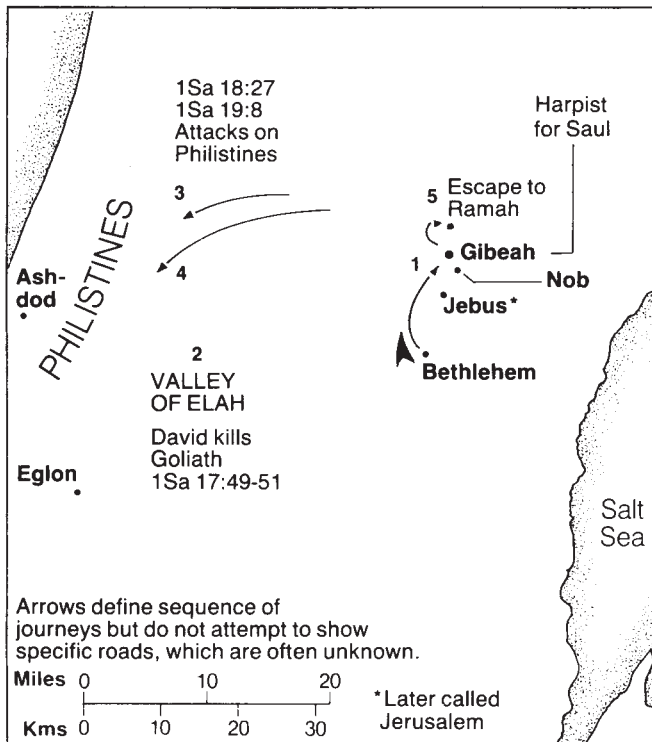 1Sa 18:27
1Sa 19:8
Attacks on
Philistines
Harpist
for Saul
3
5
Escape to
Ramah
PHILISTINES
4
1
Gibeah
Nob
Ash-
dod
Jebus*
2
VALLEY
OF ELAH
Bethlehem
David kills
Goliath
1Sa 17:49-51
Eglon
Salt
Sea
Arrows define sequence of
journeys but do not attempt to show
specific roads, which are often unknown.
Miles 0 10 20
Kms 0 10 20 30
*Later called
Jerusalem